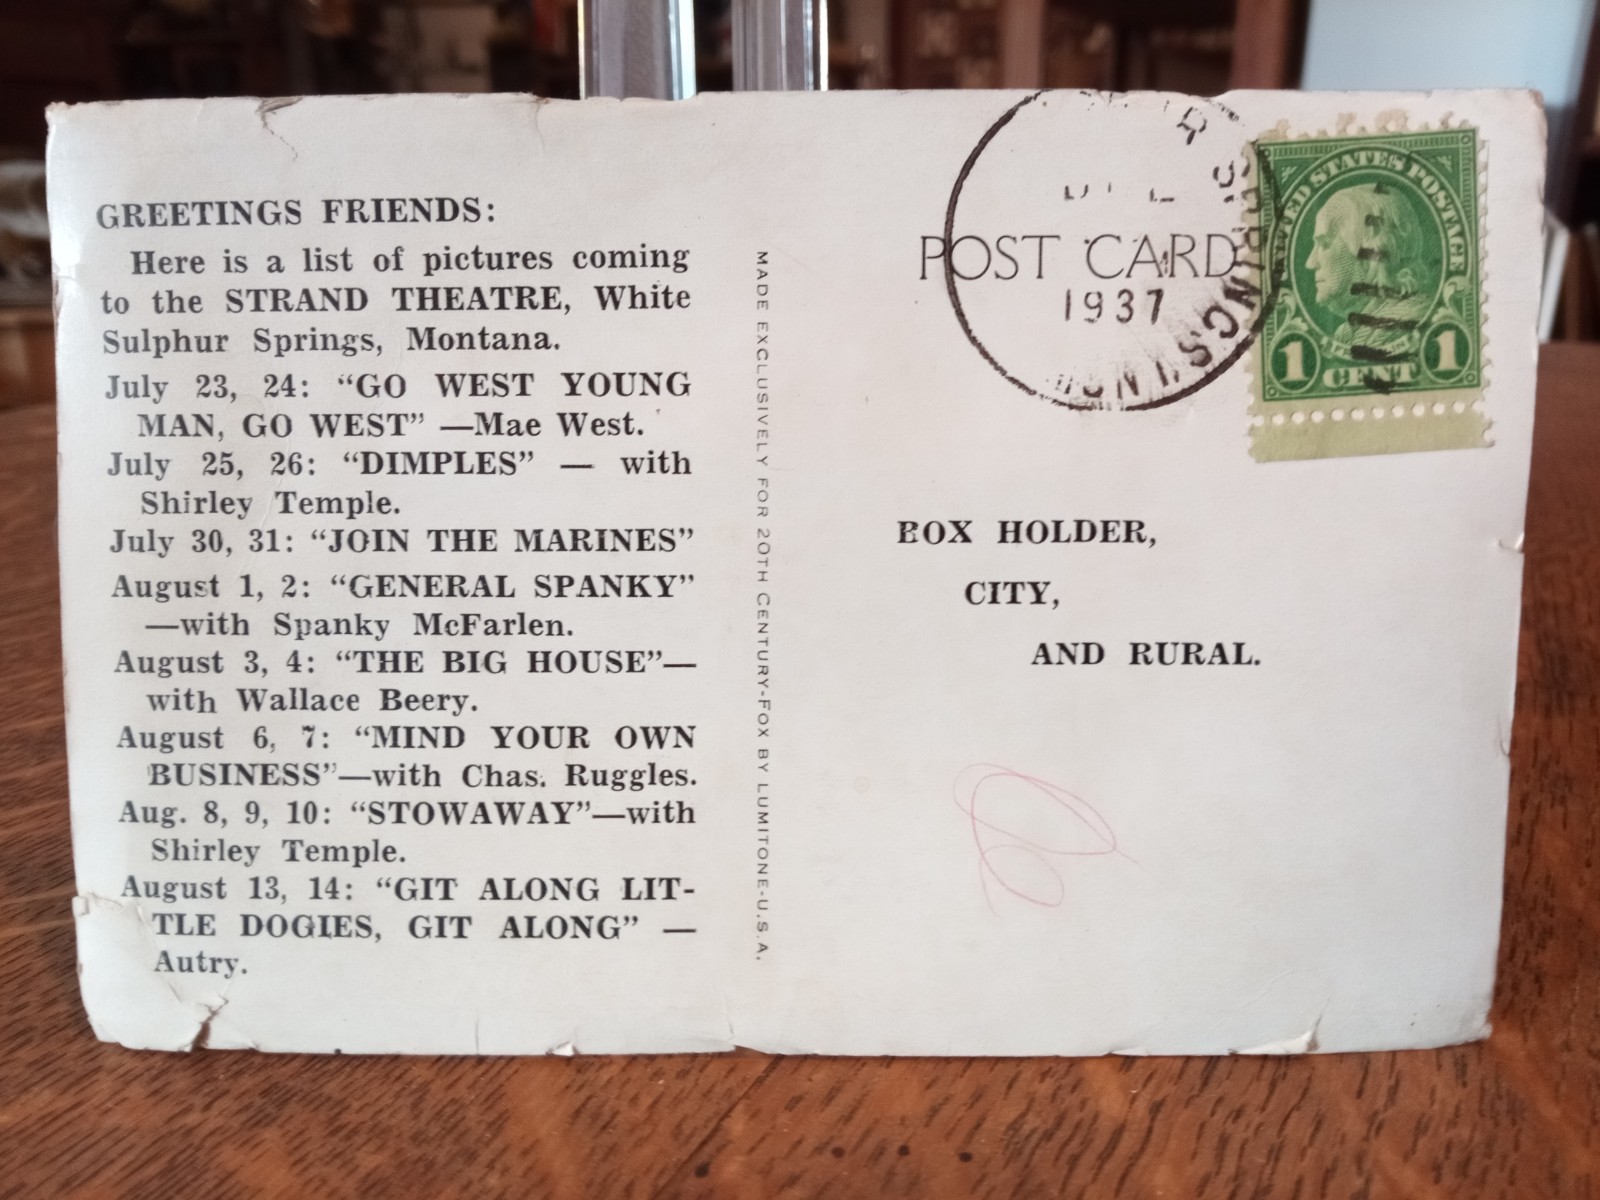 GREETINGS FRIENDS:
Here is a list of pictures coming
to the STRAND THEATRE, White
Sulphur Springs, Montana.
July 23, 24: “GO WEST YOUNG
MAN, GO WEST” —Mae West.
July 25, 26: “DIMPLES” — with
Shirley Temple.
July 30, 31: “JOIN THE MARINES”
August 1, 2: “GENERAL SPANKY”
—with Spanky McFarlen.
August 3, 4: “THE BIG HOUSE”—
with Wallace Beery.
August 6, 7: “MIND YOUR OWN
BUSINESS”—with Chas. Ruggles.
Aug. 8, 9, 10: “STOWAWAY”—with
Shirley Temple.
August 13, 14: “GIT ALONG LIT-
TLE DOGIES, GIT ALONG” —
Autry.
MADE EXCLUSIVELY FOR 20TH CENTURY-FOX BY LUMITONE-U.S.A.
POST CARD
1937
UNITED STATES POSTAGE
1 CENT 1
BOX HOLDER,
CITY,
AND RURAL.